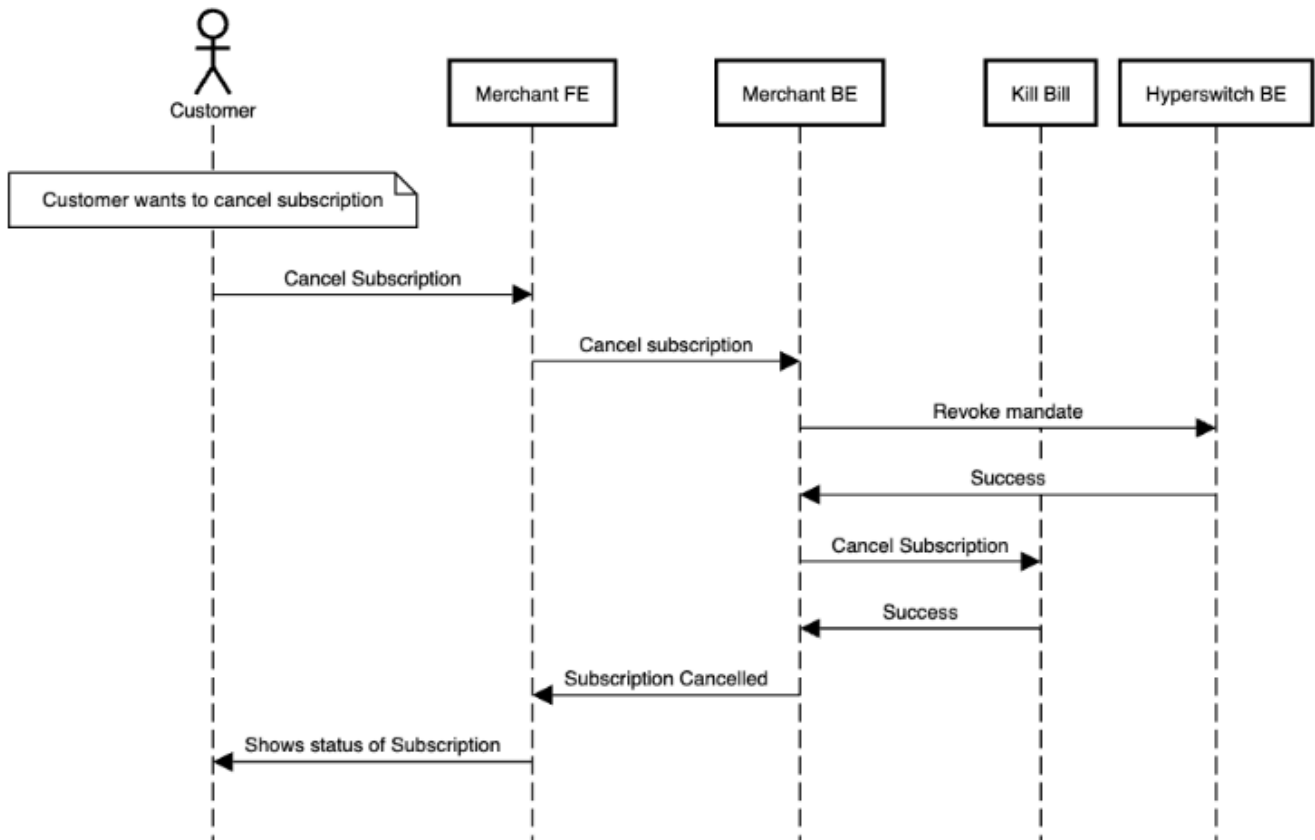 Customer
Merchant FE
Merchant BE
Kill Bill
Hyperswitch BE
Customer wants to cancel subscription
Cancel Subscription
Cancel subscription
Revoke mandate
Success
Cancel Subscription
Success
Subscription Cancelled
Shows status of Subscription